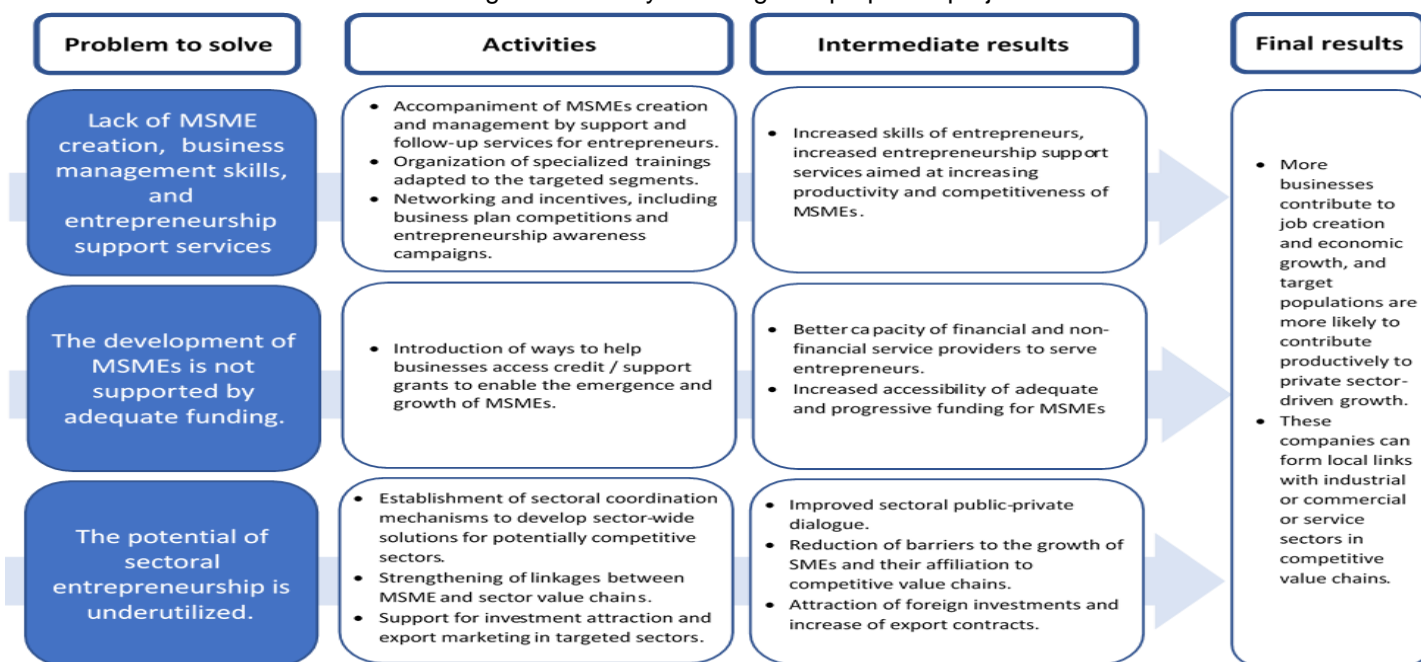 Problem to solve
Activities
Intermediate results
Final results
Lack of MSME
creation, business
management skills,
and
entrepreneurship
support services
• Accompaniment of MSMEs creation
and management by support and
follow-up services for entrepreneurs.
• Organization of specialized trainings
adapted to the targeted segments.
• Networking and incentives, including
business plan competitions and
entrepreneurship awareness
campaigns.
• Increased skills of entrepreneurs,
increased entrepreneurship support
services aimed at increasing
productivity and competitiveness of
MSMEs.
The development of
MSMEs is not
supported by
adequate funding.
• Introduction of ways to help
businesses access credit / support
grants to enable the emergence and
growth of MSMEs.
• Better capacity of financial and non-
financial service providers to serve
entrepreneurs.
• Increased accessibility of adequate
and progressive funding for MSMEs
The potential of
sectoral
entrepreneurship is
underutilized.
• Establishment of sectoral coordination
mechanisms to develop sector-wide
solutions for potentially competitive
sectors.
• Strengthening of linkages between
MSME and sector value chains.
• Support for investment attraction and
export marketing in targeted sectors.
• Improved sectoral public-private
dialogue.
• Reduction of barriers to the growth of
SMEs and their affiliation to
competitive value chains.
• Attraction of foreign investments and
increase of export contracts.
• More
businesses
contribute to
job creation
and economic
growth, and
target
populations are
more likely to
contribute
productively to
private sector-
driven growth.
• These
companies can
form local links
with industrial
or commercial
or service
sectors in
competitive
value chains.